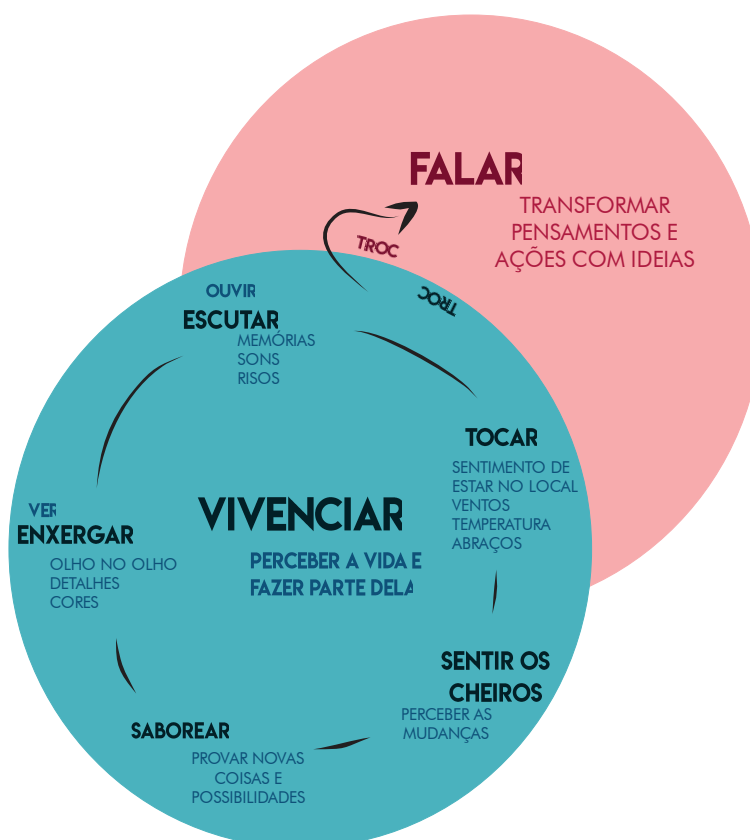 FALAR
TRANSFORMAR
PENSAMENTOS E
AÇÕES COM IDEIAS
TROC
TROC
OUVIR
ESCUTAR
MEMÓRIAS
SONS
RISOS
TOCAR
SENTIMENTO DE
ESTAR NO LOCAL
VENTOS
TEMPERATURA
ABRAÇOS
VIVENCIAR
PERCEBER A VIDA E
FAZER PARTE DELA
VER
ENXERGAR
OLHO NO OLHO
DETALHES
CORES
SENTIR OS
CHEIROS
PERCEBER AS
MUDANÇAS
SABOREAR
PROVAR NOVAS
COISAS E
POSSIBILIDADES